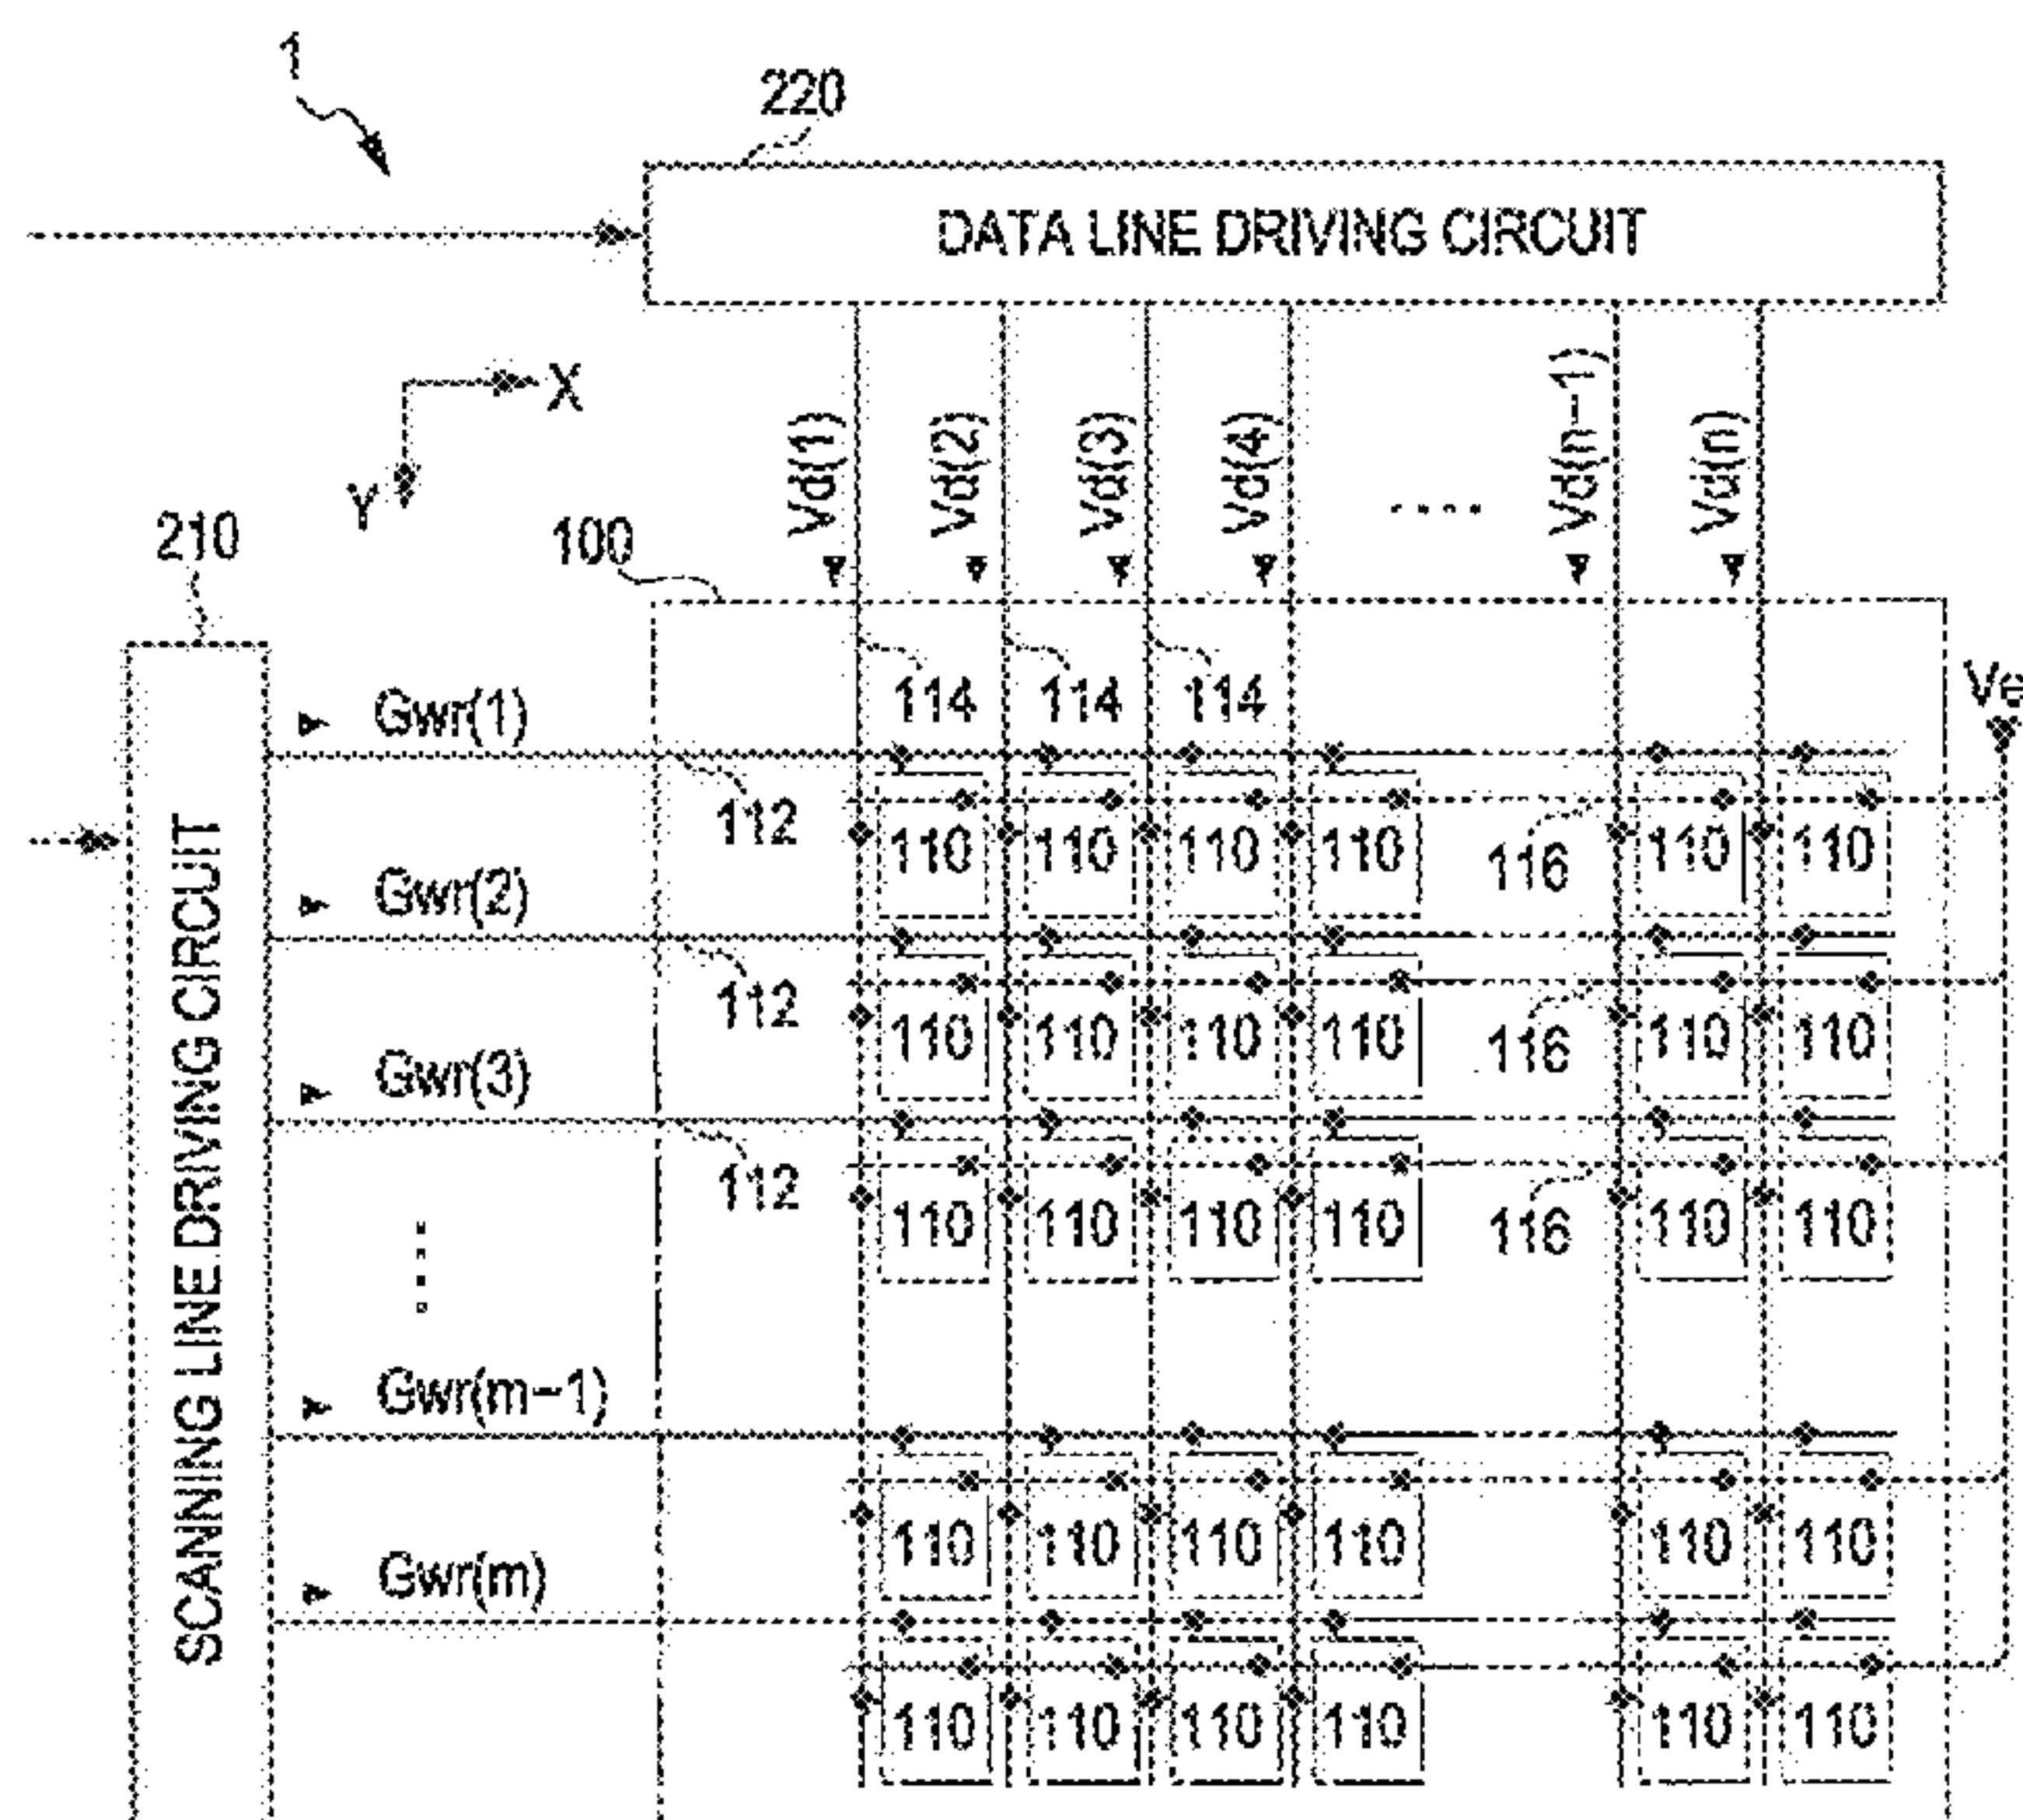 1
220
DATA LINE DRIVING CIRCUIT
X
Y
Vd(1) Vd(2) Vd(3) Vd(4) .... Vd(n-1) Vd(n)
210
100
SCANNING LINE DRIVING CIRCUIT
114 114 114
Gwr(1)
112
110 110 110 110 116 110 110
Gwr(2)
112
110 110 110 110 116 110 110
Gwr(3)
112
110 110 110 110 116 110 110
Gwr(m-1)
110 110 110 110 110 110
Gwr(m)
110 110 110 110 110 110